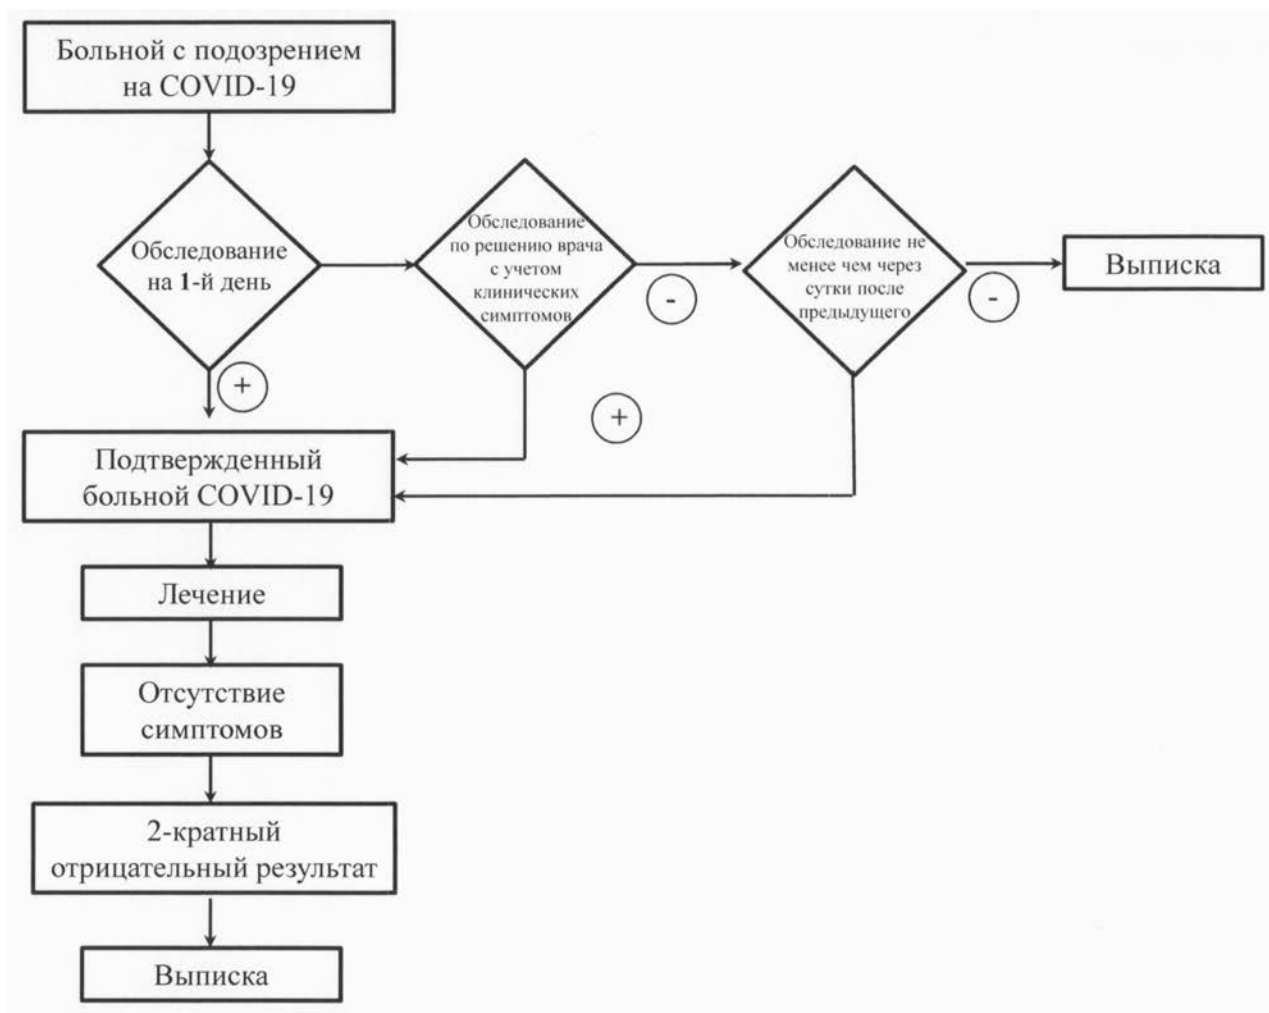 Больной с подозрением
на COVID-19
Обследование
на 1-й день
Обследование
по решению врача
с учетом
клинических
симптомов
Обследование не
менее чем через
сутки после
предыдущего
Выписка
-
-
+
+
Подтвержденный
больной COVID-19
Лечение
Отсутствие
симптомов
2-кратный
отрицательный результат
Выписка